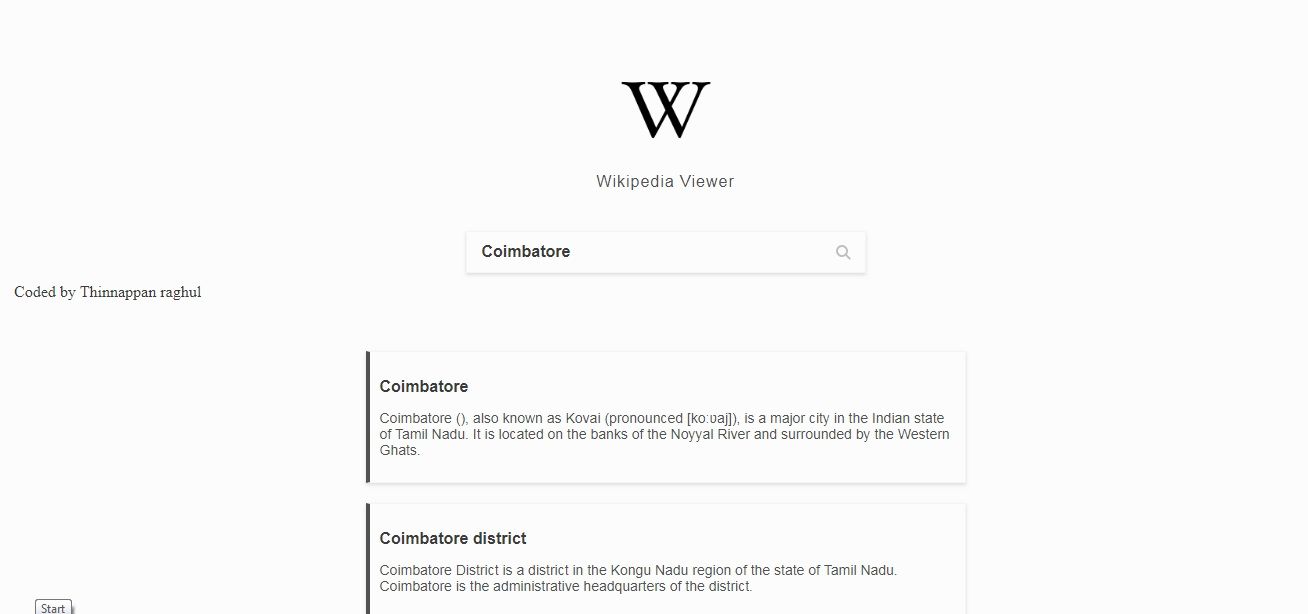 W
Wikipedia Viewer
Coimbatore
Coded by Thinnappan raghul
Coimbatore
Coimbatore (), also known as Kovai (pronounced [koːʋaj]), is a major city in the Indian state
of Tamil Nadu. It is located on the banks of the Noyyal River and surrounded by the Western
Ghats.
Coimbatore district
Coimbatore District is a district in the Kongu Nadu region of the state of Tamil Nadu.
Coimbatore is the administrative headquarters of the district.
Start